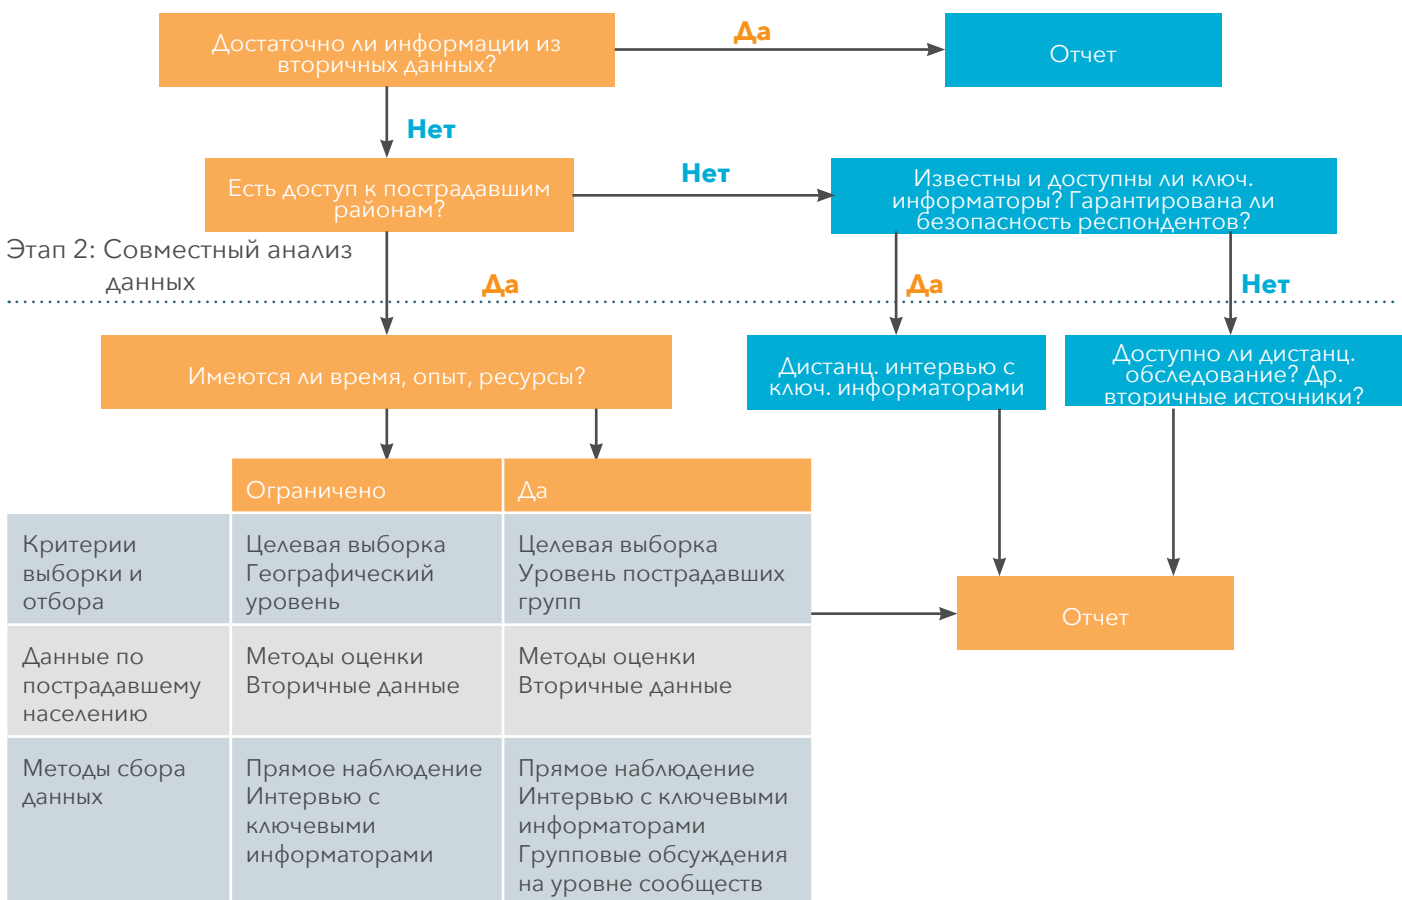 Достаточно ли информации из
вторичных данных?
Да
Отчет
Нет
Есть доступ к пострадавшим
районам?
Нет
Известны и доступны ли ключ.
информаторы? Гарантирована ли
безопасность респондентов?
Этап 2: Совместный анализ
данных
Да
Да
Нет
Имеются ли время, опыт, ресурсы?
Дистанц. интервью с
ключ. информаторами
Доступно ли дистанц.
обследование? Др.
вторичные источники?
Ограничено
Да
Критерии
выборки и
отбора
Целевая выборка
Географический
уровень
Целевая выборка
Уровень пострадавших
групп
Отчет
Данные по
пострадавшему
населению
Методы оценки
Вторичные данные
Методы оценки
Вторичные данные
Методы сбора
данных
Прямое наблюдение
Интервью с
ключевыми
информаторами
Прямое наблюдение
Интервью с ключевыми
информаторами
Групповые обсуждения
на уровне сообществ